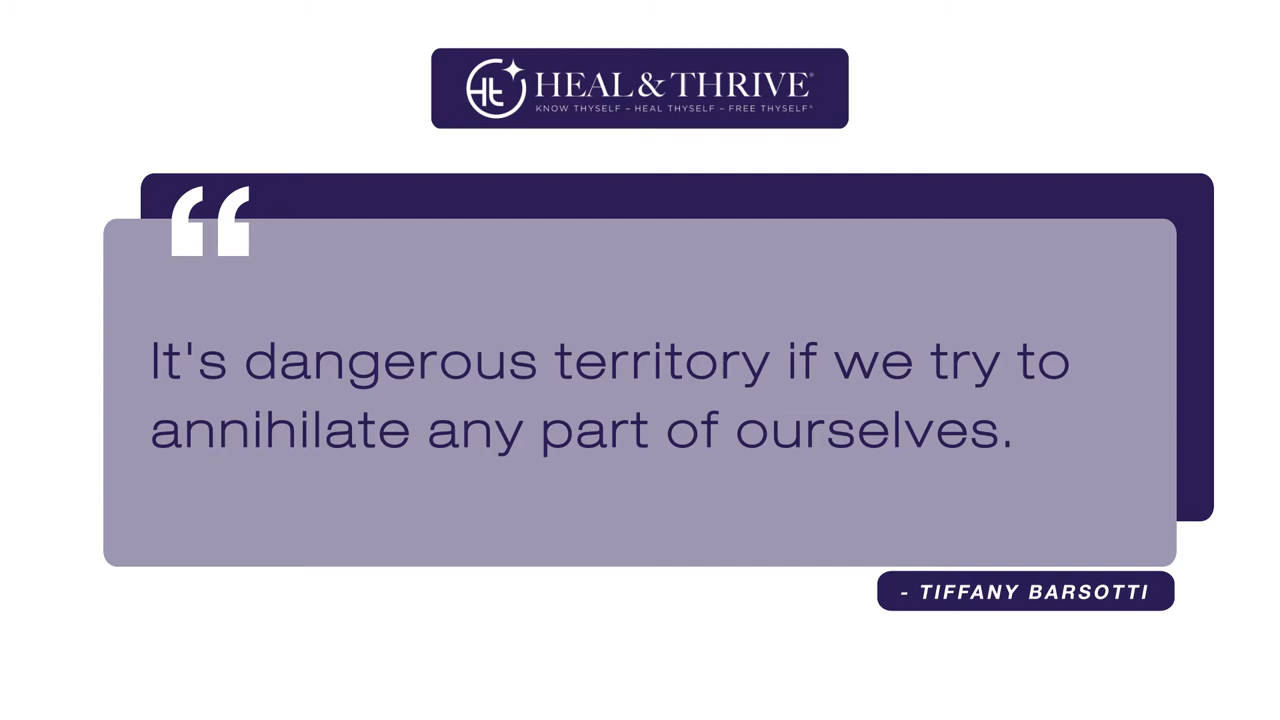 HEAL & THRIVE®
KNOW THYSELF – HEAL THYSELF – FREE THYSELF®
“
It's dangerous territory if we try to
annihilate any part of ourselves.
- TIFFANY BARSOTTI